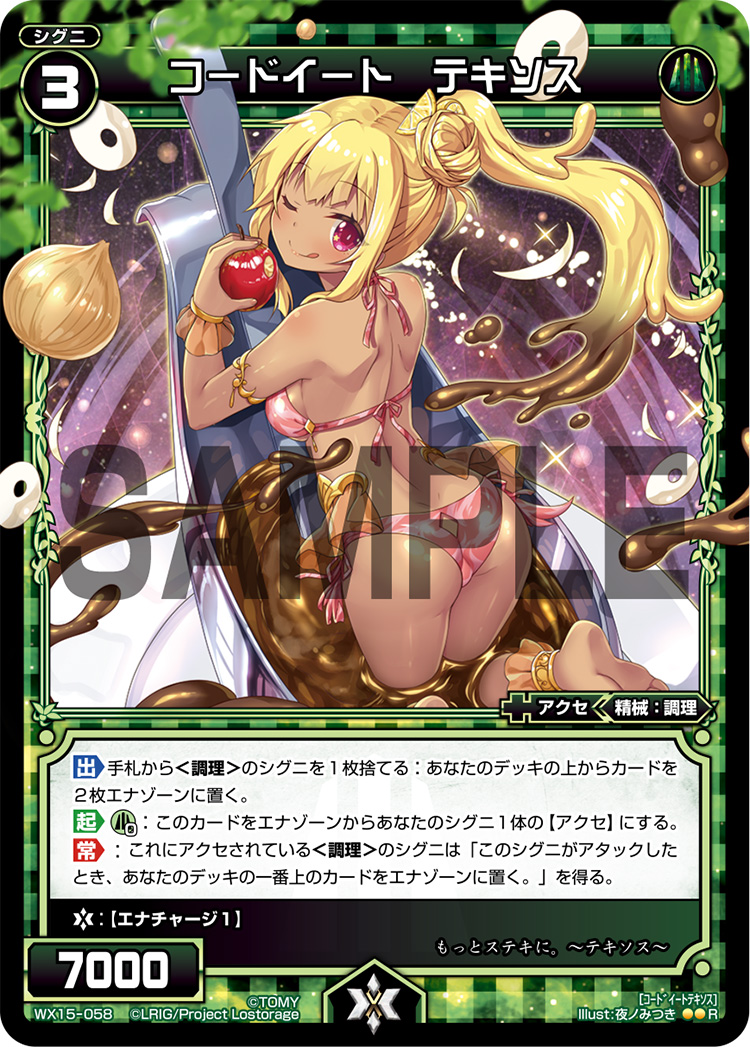 シグニ
3
コードイート　テキソス
SAMPLE
アクセ 精械：調理
出 手札から<調理>のシグニを１枚捨てる：あなたのデッキの上からカードを
２枚エナゾーンに置く。
起 ：このカードをエナゾーンからあなたのシグニ１体の【アクセ】にする。
常 ：これにアクセされている<調理>のシグニは「このシグニがアタックした
とき、あなたのデッキの一番上のカードをエナゾーンに置く。」を得る。
：【エナチャージ１】
もっとステキに。～テキソス～
7000
©TOMY
[ｺｰﾄﾞｲｰﾄﾃｷｿｽ]
WX15-058 ©LRIG/Project Lostorage
Illust:夜ノみつき R